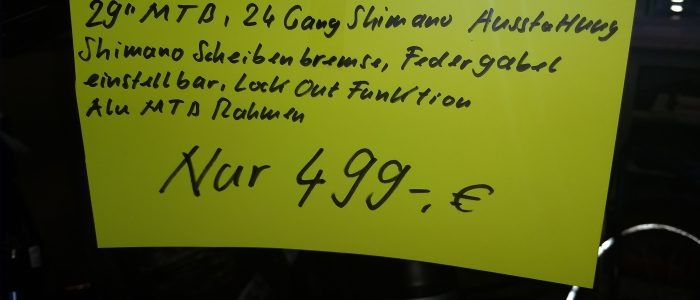 29" MTB, 24 Gang Shimano Ausstattung
Shimano Scheibenbremse, Federgabel
einstellbar, Lock Out Funktion
Alu MTB Rahmen
Nur 499-, €